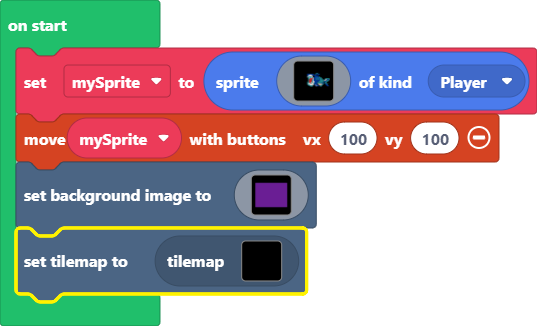 on start
set mySprite to sprite of kind Player
move mySprite with buttons vx 100 vy 100
set background image to
set tilemap to tilemap